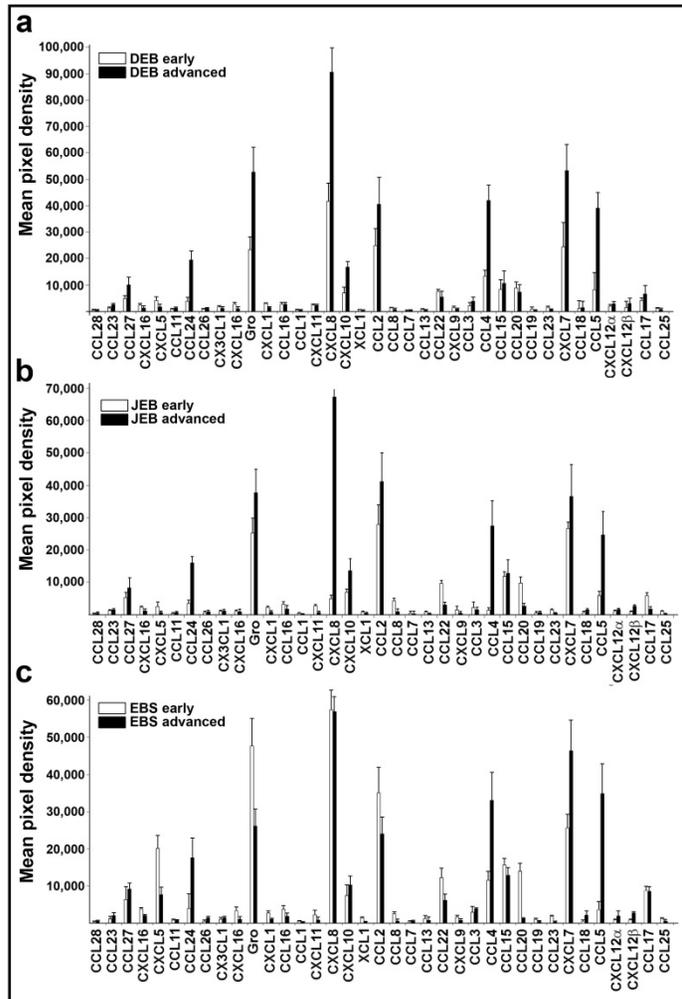 a
DEB early
DEB advanced
Mean pixel density
100,000
90,000
80,000
70,000
60,000
50,000
40,000
30,000
20,000
10,000
CCL28
CCL23
CCL27
CXCL16
CXCL5
CCL11
CCL24
CCL26
CX3CL1
CXCL16
Gro
CXCL1
CCL16
CCL1
CXCL11
CXCL8
CXCL10
XCL1
CCL2
CCL8
CCL7
CCL13
CCL22
CXCL9
CCL3
CCL4
CCL15
CCL20
CCL19
CCL23
CXCL7
CCL18
CCL5
CXCL12α
CXCL12β
CCL17
CCL25
b
JEB early
JEB advanced
Mean pixel density
70,000
60,000
50,000
40,000
30,000
20,000
10,000
CCL28
CCL23
CCL27
CXCL16
CXCL5
CCL11
CCL24
CCL26
CX3CL1
CXCL16
Gro
CXCL1
CCL16
CCL1
CXCL11
CXCL8
CXCL10
XCL1
CCL2
CCL8
CCL7
CCL13
CCL22
CXCL9
CCL3
CCL4
CCL15
CCL20
CCL19
CCL23
CXCL7
CCL18
CCL5
CXCL12α
CXCL12β
CCL17
CCL25
c
EBS early
EBS advanced
Mean pixel density
60,000
50,000
40,000
30,000
20,000
10,000
CCL28
CCL23
CCL27
CXCL16
CXCL5
CCL11
CCL24
CCL26
CX3CL1
CXCL16
Gro
CXCL1
CCL16
CCL1
CXCL11
CXCL8
CXCL10
XCL1
CCL2
CCL8
CCL7
CCL13
CCL22
CXCL9
CCL3
CCL4
CCL15
CCL20
CCL19
CCL23
CXCL7
CCL18
CCL5
CXCL12α
CXCL12β
CCL17
CCL25